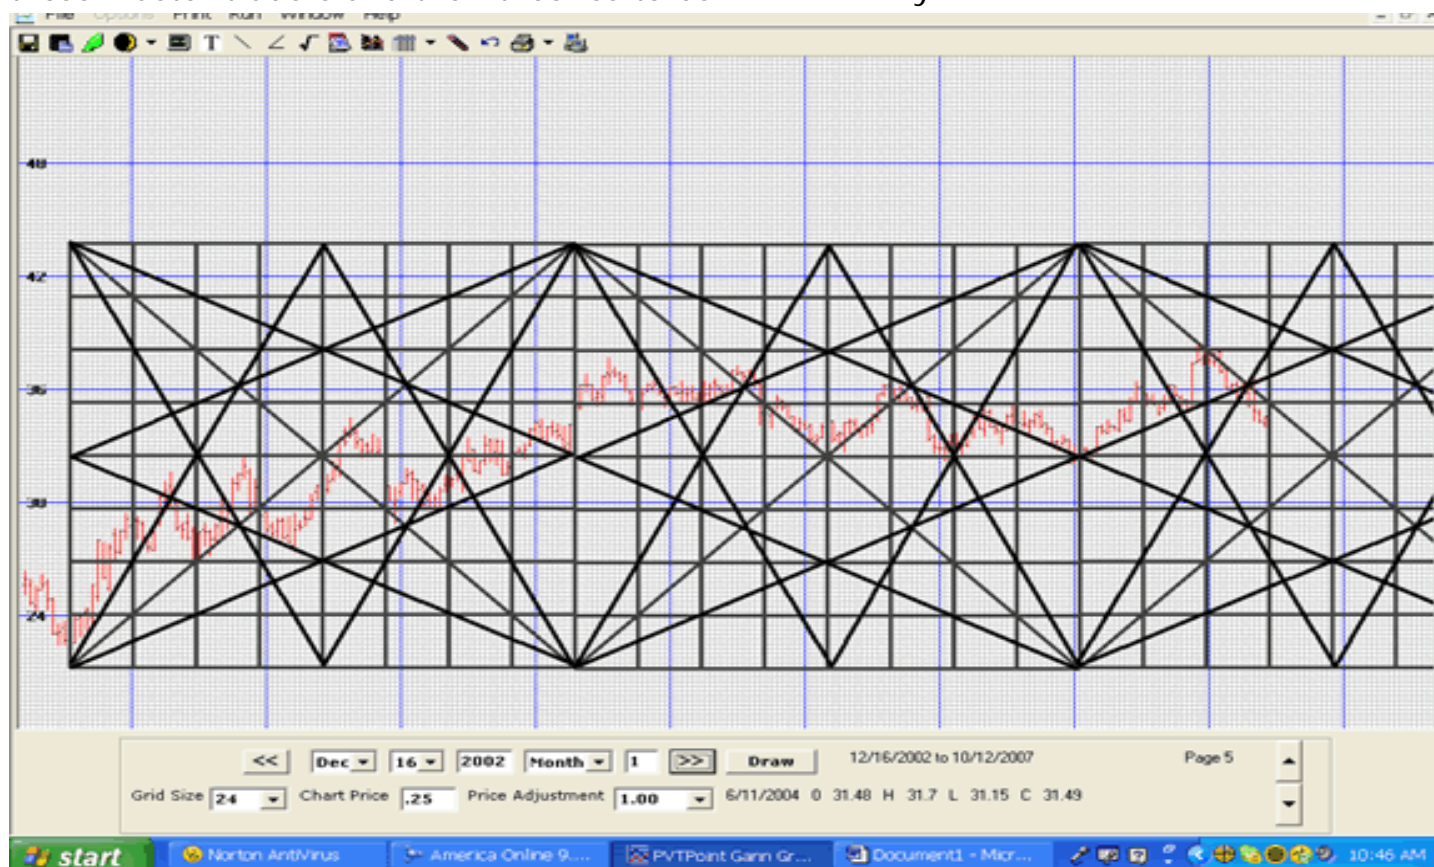 File Options Print Run Window Help
T
48
42
36
30
24
<< Dec 16 2002 Month 1 >> Draw 12/16/2002 to 10/12/2007 Page 5
Grid Size 24 Chart Price .25 Price Adjustment 1.00 6/11/2004 O 31.48 H 31.7 L 31.15 C 31.49
start Norton AntiVirus America Online 9.... PVTPoint Gann Gr... Document1 - Micr... 10:46 AM